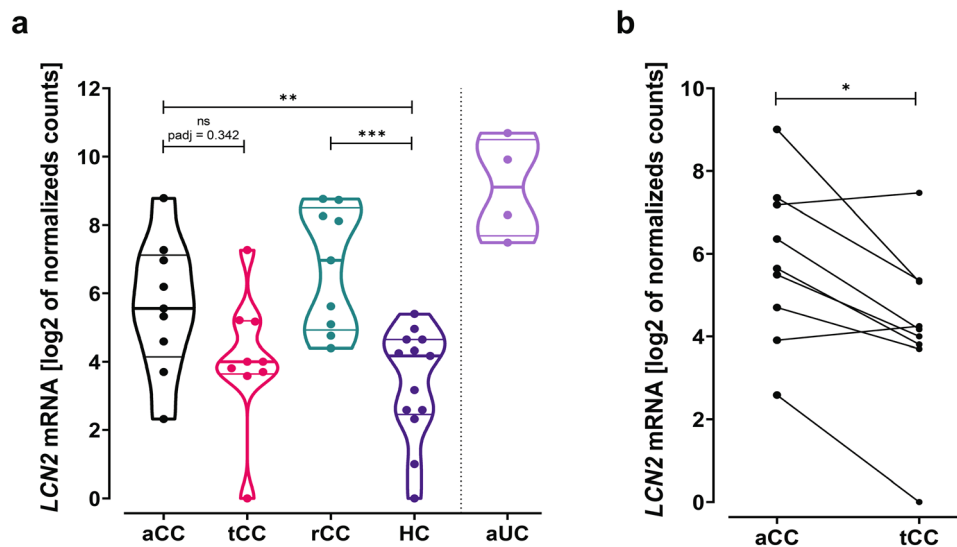 a
LCN2 mRNA [log2 of normalizeds counts]
12
10
8
6
4
2
0
**
ns
padj = 0.342
***
aCC tCC rCC HC aUC
b
LCN2 mRNA [log2 of normalizeds counts]
10
8
6
4
2
0
*
aCC tCC